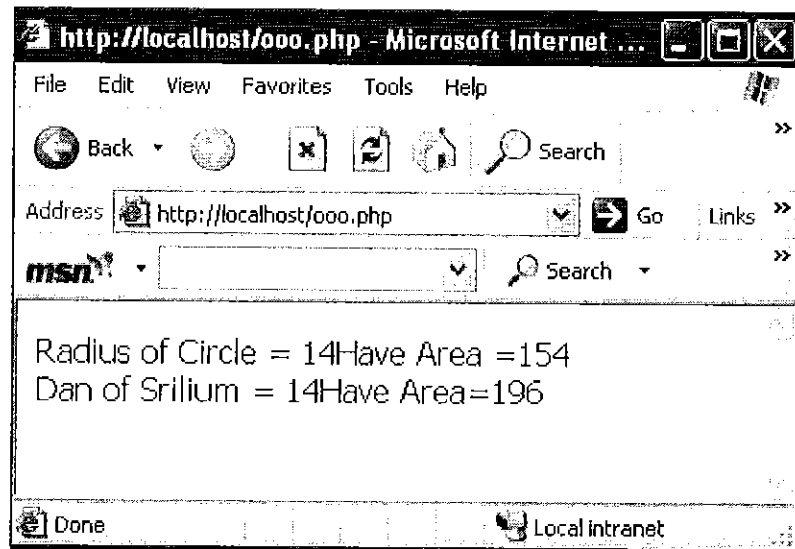 http://localhost/ooo.php - Microsoft Internet ...
File Edit View Favorites Tools Help
Back Search »
Address http://localhost/ooo.php Go Links »
msn Search »
Radius of Circle = 14Have Area =154
Dan of Srilium = 14Have Area=196
Done Local intranet